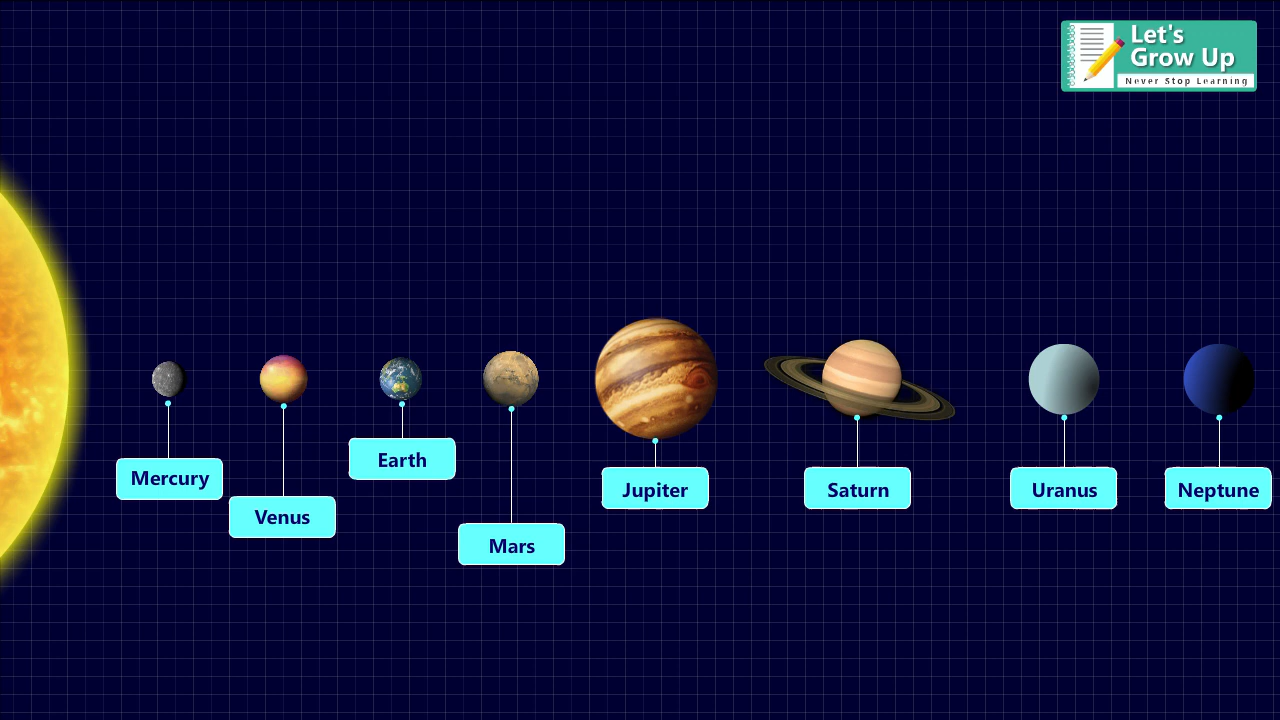 Let's
Grow Up
Never Stop Learning
Mercury
Venus
Earth
Mars
Jupiter
Saturn
Uranus
Neptune